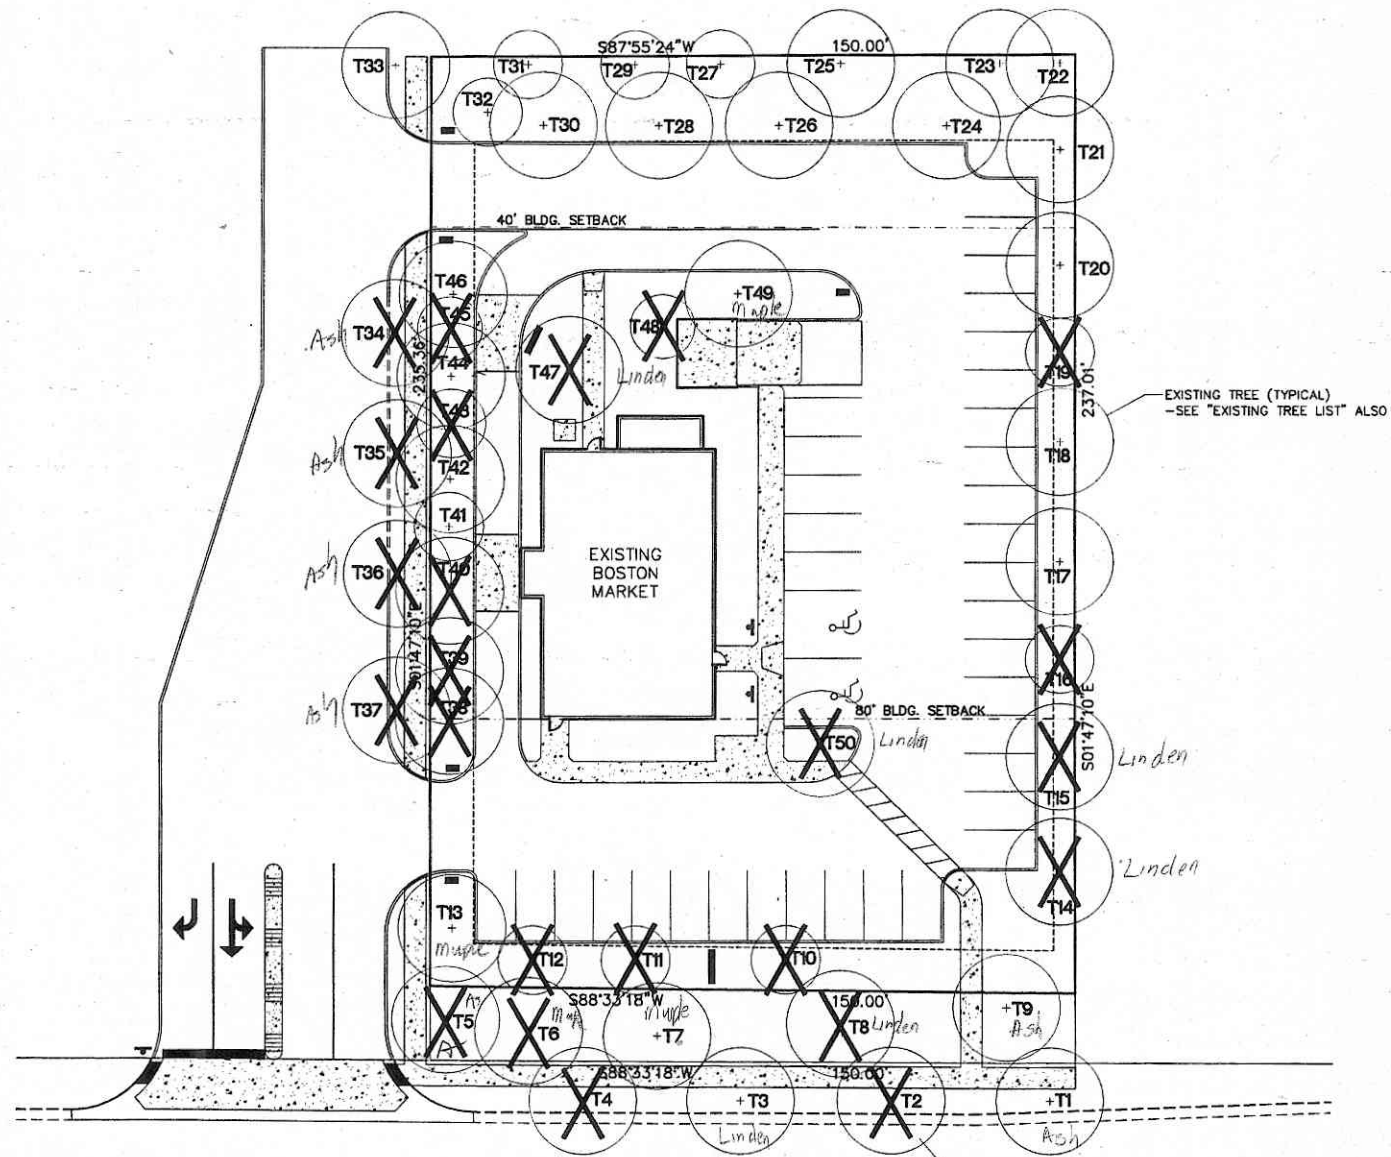 S87°55'24"W 150.00'
T33 T31 T29 T27 T25 T23 T22
T32
T30 T28 T26 T24
T21
40' BLDG. SETBACK
T20
T46
T49
Maple
T45
T34
Ash
T48
T19
235.36'
T44
T47
Linden
237.01'
EXISTING TREE (TYPICAL)
-SEE "EXISTING TREE LIST" ALSO
T43
T35
Ash
T42
T18
T41
EXISTING
BOSTON
MARKET
T36
Ash
T40
T17
S01°47'10"E
T39
T16
T37
Ash
T38
80' BLDG. SETBACK
T50
Linden
S01°47'10"E
Linden
T15
Linden
T14
T13
Maple
T12 T11 T10
S88°33'18"W 150.00'
As
T5
Maple
T6
Maple
T7
T8
Linden
T9
Ash
S88°33'18"W 150.00'
T4 T3 T2 T1
Linden
Ash